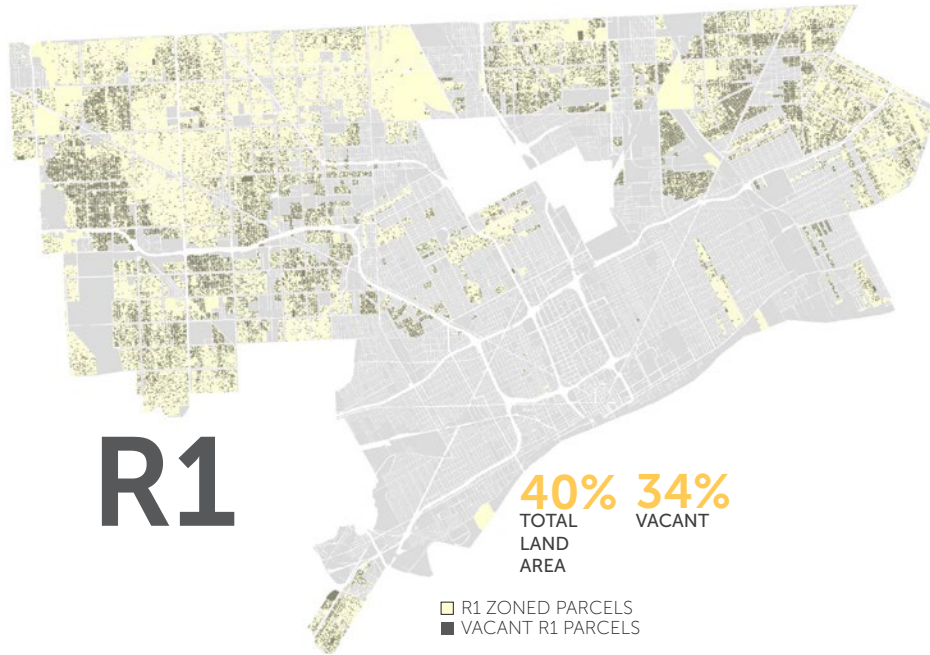 R1
40% 34%
TOTAL VACANT
LAND
AREA
R1 ZONED PARCELS
VACANT R1 PARCELS